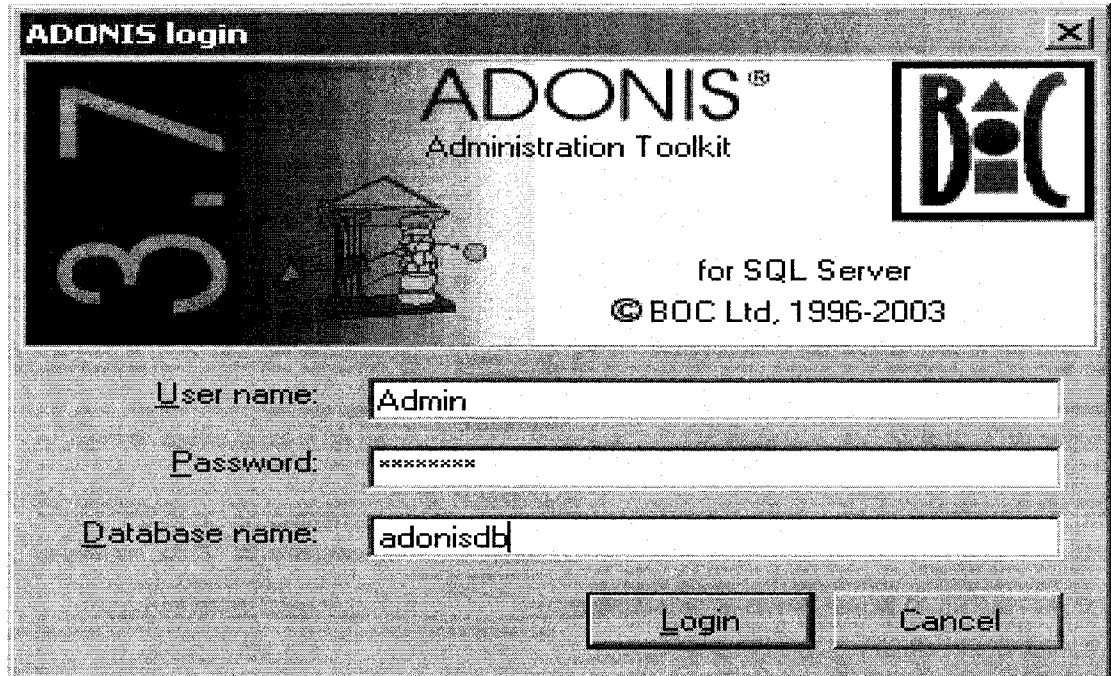 ADONIS login
3.7
ADONIS®
Administration Toolkit
BOC
for SQL Server
© BOC Ltd, 1996-2003
User name: Admin
Password: ********
Database name: adonisdb
Login Cancel